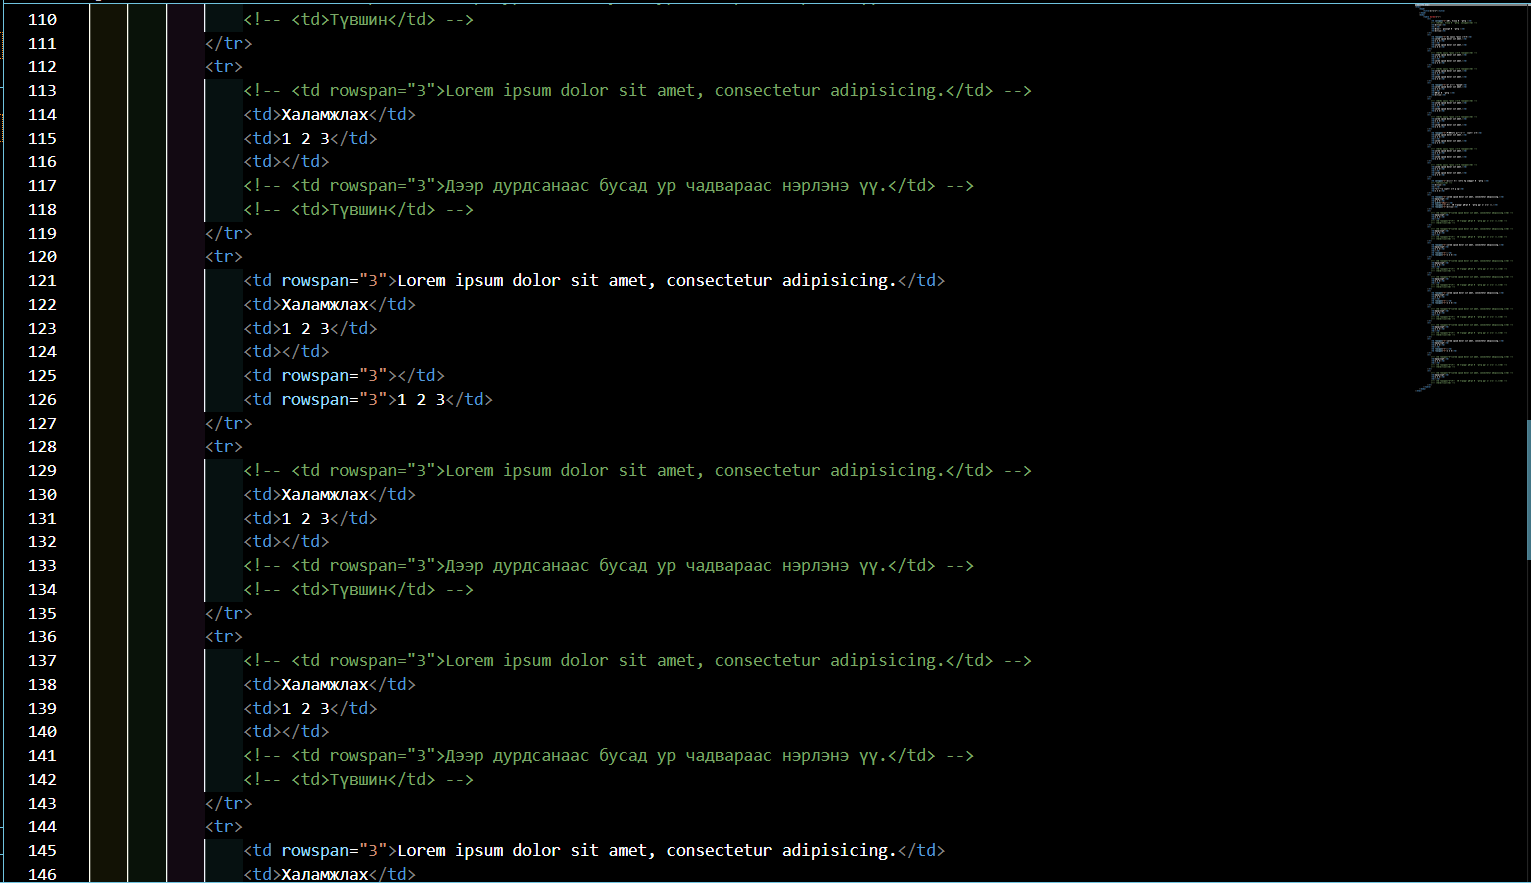 110 <!-- <td>Түвшин</td> -->
111 </tr>
112 <tr>
113 <!-- <td rowspan="3">Lorem ipsum dolor sit amet, consectetur adipisicing.</td> -->
114 <td>Халамжлах</td>
115 <td>1 2 3</td>
116 <td></td>
117 <!-- <td rowspan="3">Дээр дурдсанаас бусад ур чадвараас нэрлэнэ үү.</td> -->
118 <!-- <td>Түвшин</td> -->
119 </tr>
120 <tr>
121 <td rowspan="3">Lorem ipsum dolor sit amet, consectetur adipisicing.</td>
122 <td>Халамжлах</td>
123 <td>1 2 3</td>
124 <td></td>
125 <td rowspan="3"></td>
126 <td rowspan="3">1 2 3</td>
127 </tr>
128 <tr>
129 <!-- <td rowspan="3">Lorem ipsum dolor sit amet, consectetur adipisicing.</td> -->
130 <td>Халамжлах</td>
131 <td>1 2 3</td>
132 <td></td>
133 <!-- <td rowspan="3">Дээр дурдсанаас бусад ур чадвараас нэрлэнэ үү.</td> -->
134 <!-- <td>Түвшин</td> -->
135 </tr>
136 <tr>
137 <!-- <td rowspan="3">Lorem ipsum dolor sit amet, consectetur adipisicing.</td> -->
138 <td>Халамжлах</td>
139 <td>1 2 3</td>
140 <td></td>
141 <!-- <td rowspan="3">Дээр дурдсанаас бусад ур чадвараас нэрлэнэ үү.</td> -->
142 <!-- <td>Түвшин</td> -->
143 </tr>
144 <tr>
145 <td rowspan="3">Lorem ipsum dolor sit amet, consectetur adipisicing.</td>
146 <td>Халамжлах</td>